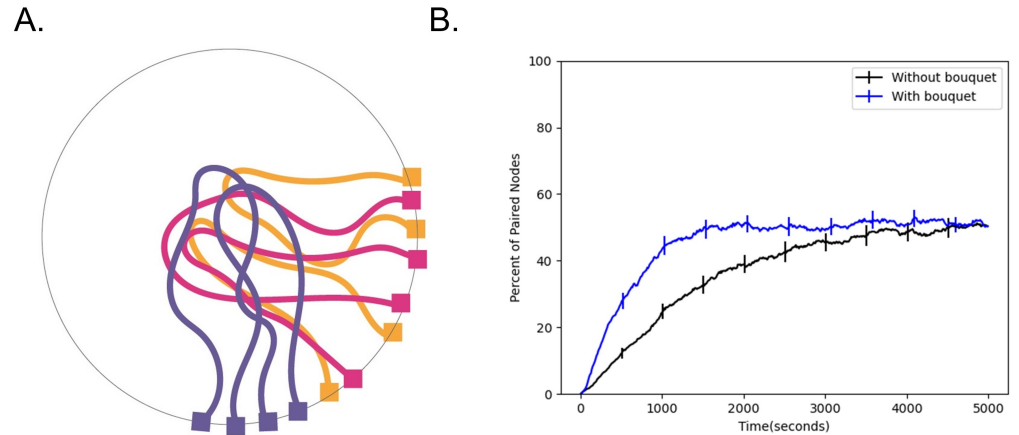 A.
B.
100
80
60
40
20
0
Percent of Paired Nodes
Without bouquet
With bouquet
0 1000 2000 3000 4000 5000
Time(seconds)